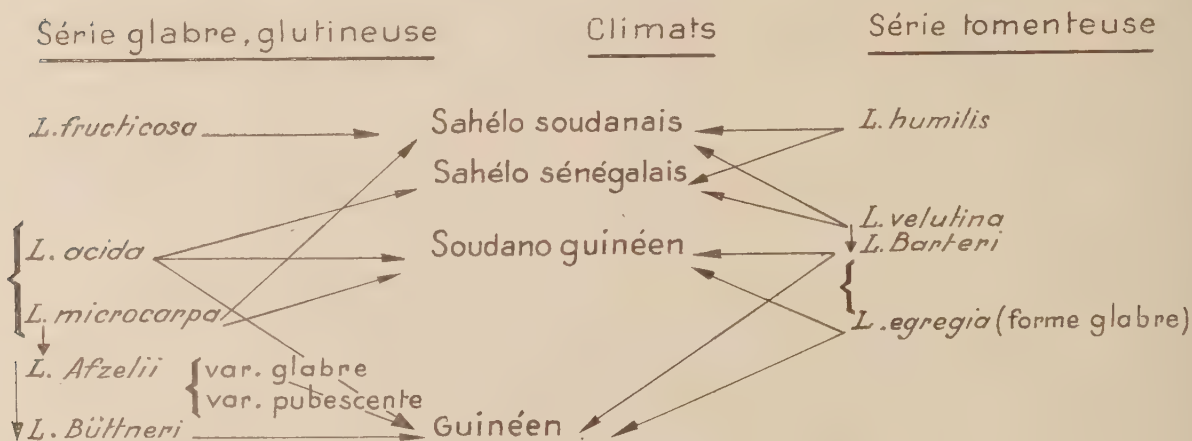 Série glabre, glutineuse Climats Série tomenteuse
L. fructicosa Sahélo soudanais L. humilis
Sahélo sénégalais
L. velutina
L. acida Soudano guinéen L. Barteri
L. microcarpa L. egregia (forme glabre)
L. Afzelii var. glabre
var. pubescente
L. Büttneri Guinéen